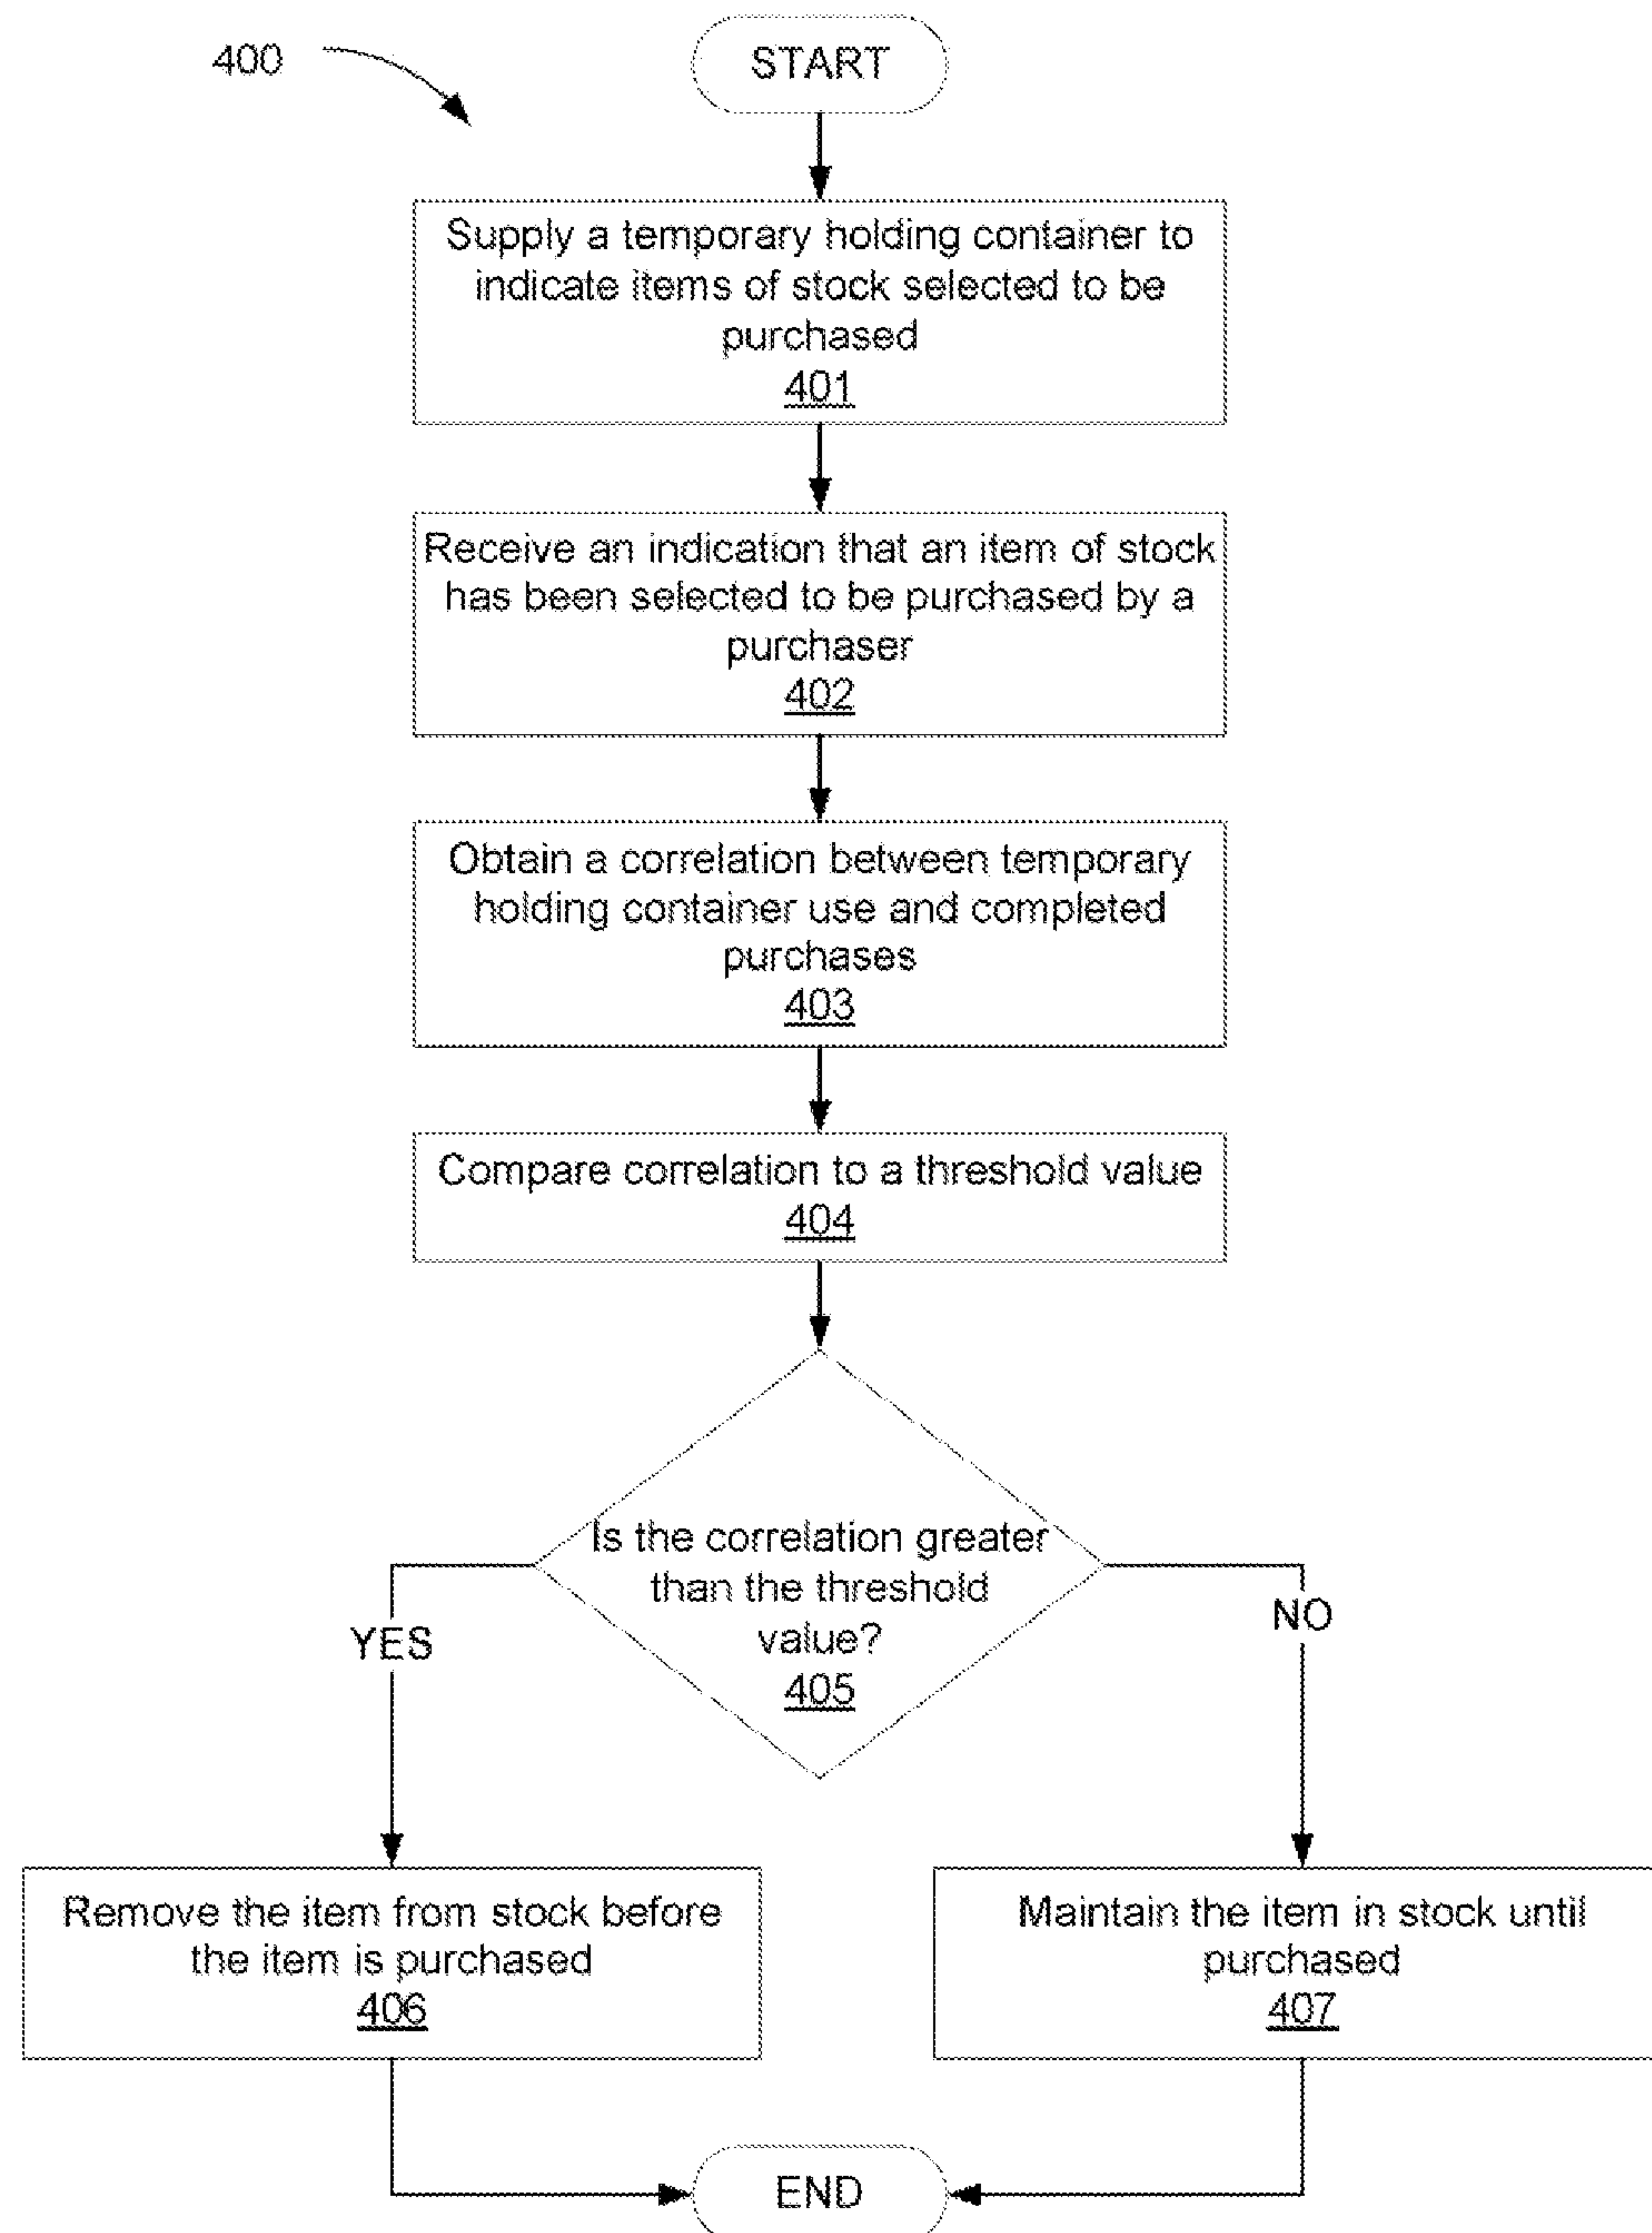 400
START
Supply a temporary holding container to
indicate items of stock selected to be
purchased
401
Receive an indication that an item of stock
has been selected to be purchased by a
purchaser
402
Obtain a correlation between temporary
holding container use and completed
purchases
403
Compare correlation to a threshold value
404
Is the correlation greater
than the threshold
value?
405
YES
NO
Remove the item from stock before
the item is purchased
406
Maintain the item in stock until
purchased
407
END